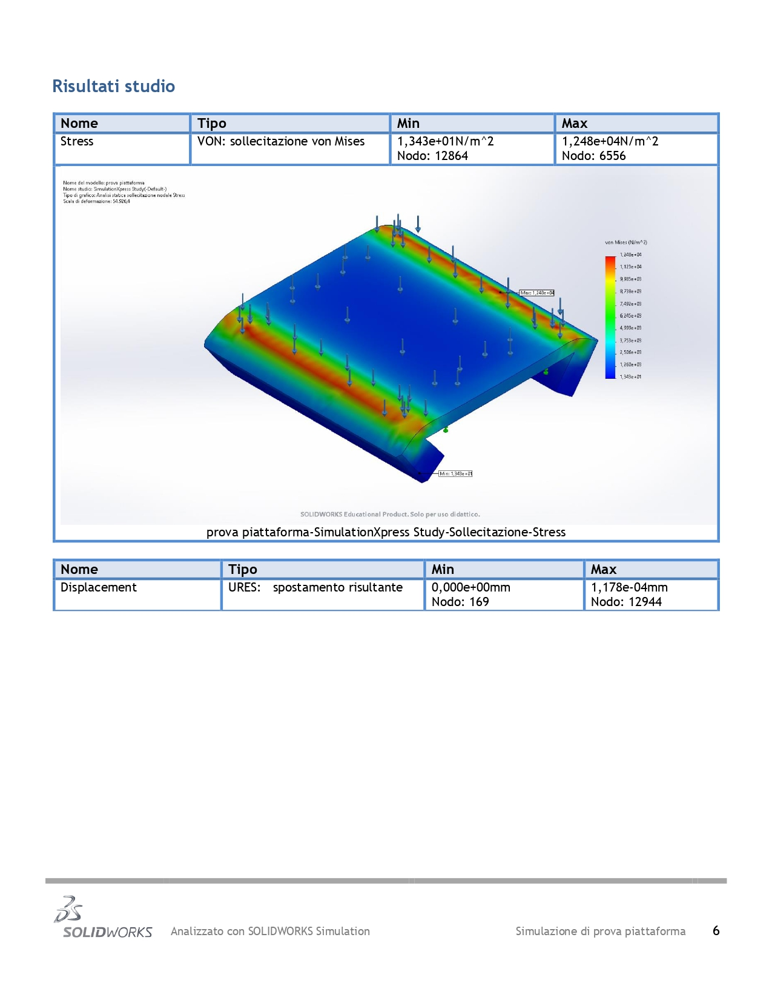 Risultati studio
Nome Tipo Min Max
Stress VON: sollecitazione von Mises 1,343e+01N/m^2 1,248e+04N/m^2
Nodo: 12864 Nodo: 6556
Nome del modello: prova piattaforma
Nome studio: SimulationXpress Study(-Default-)
Tipo di grafico: Analisi statica sollecitazione nodale Stress
Scala di deformazione: 54.926,4
von Mises (N/m^2)
1,248e+04
1,123e+04
9,985e+03
8,738e+03
7,492e+03
6,245e+03
4,999e+03
3,753e+03
2,506e+03
1,260e+03
1,343e+01
Max: 1,248e+04
Min: 1,343e+01
SOLIDWORKS Educational Product. Solo per uso didattico.
prova piattaforma-SimulationXpress Study-Sollecitazione-Stress
Nome Tipo Min Max
Displacement URES: spostamento risultante 0,000e+00mm 1,178e-04mm
Nodo: 169 Nodo: 12944
SOLIDWORKS Analizzato con SOLIDWORKS Simulation Simulazione di prova piattaforma 6